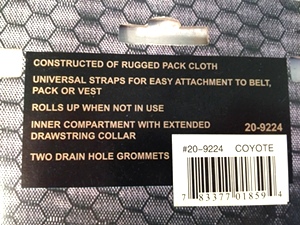 CONSTRUCTED OF RUGGED PACK CLOTH
UNIVERSAL STRAPS FOR EASY ATTACHMENT TO BELT,
PACK OR VEST
ROLLS UP WHEN NOT IN USE
INNER COMPARTMENT WITH EXTENDED
DRAWSTRING COLLAR
20-9224
TWO DRAIN HOLE GROMMETS
#20-9224 COYOTE
7 83377 01859 4